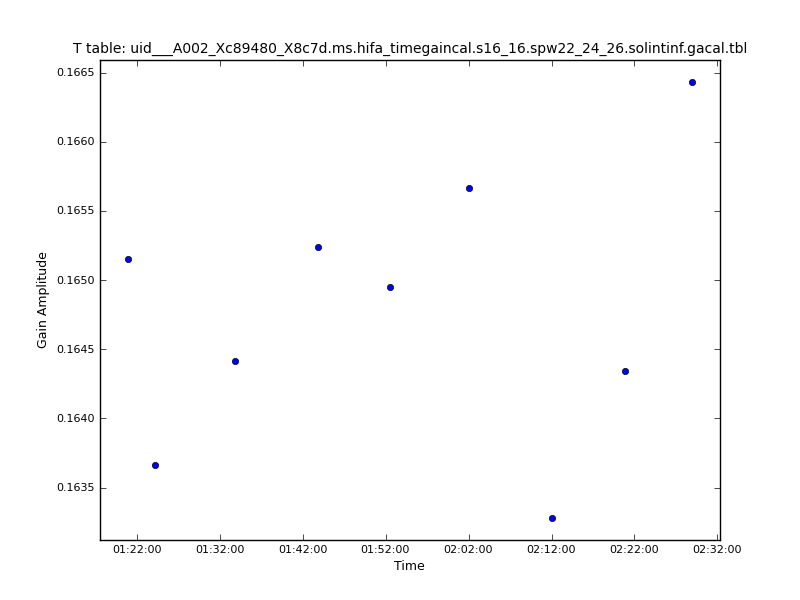 T table: uid___A002_Xc89480_X8c7d.ms.hifa_timegaincal.s16_16.spw22_24_26.solintinf.gacal.tbl
0.1665
0.1660
0.1655
0.1650
0.1645
0.1640
0.1635
Gain Amplitude
01:22:00 01:32:00 01:42:00 01:52:00 02:02:00 02:12:00 02:22:00 02:32:00
Time